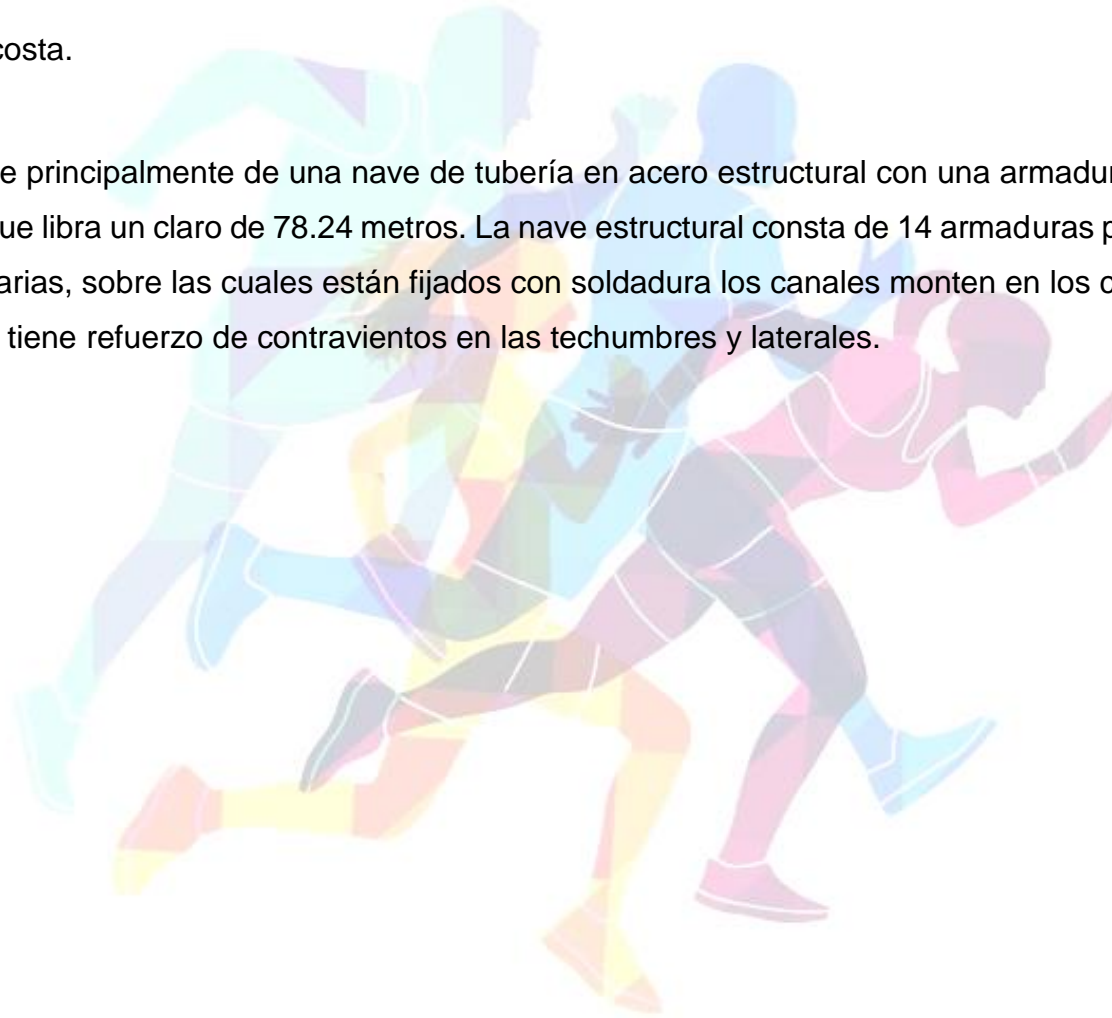 costa.
e principalmente de una nave de tubería en acero estructural con una armadur
ue libra un claro de 78.24 metros. La nave estructural consta de 14 armaduras p
arias, sobre las cuales están fijados con soldadura los canales monten en los c
tiene refuerzo de contravientos en las techumbres y laterales.